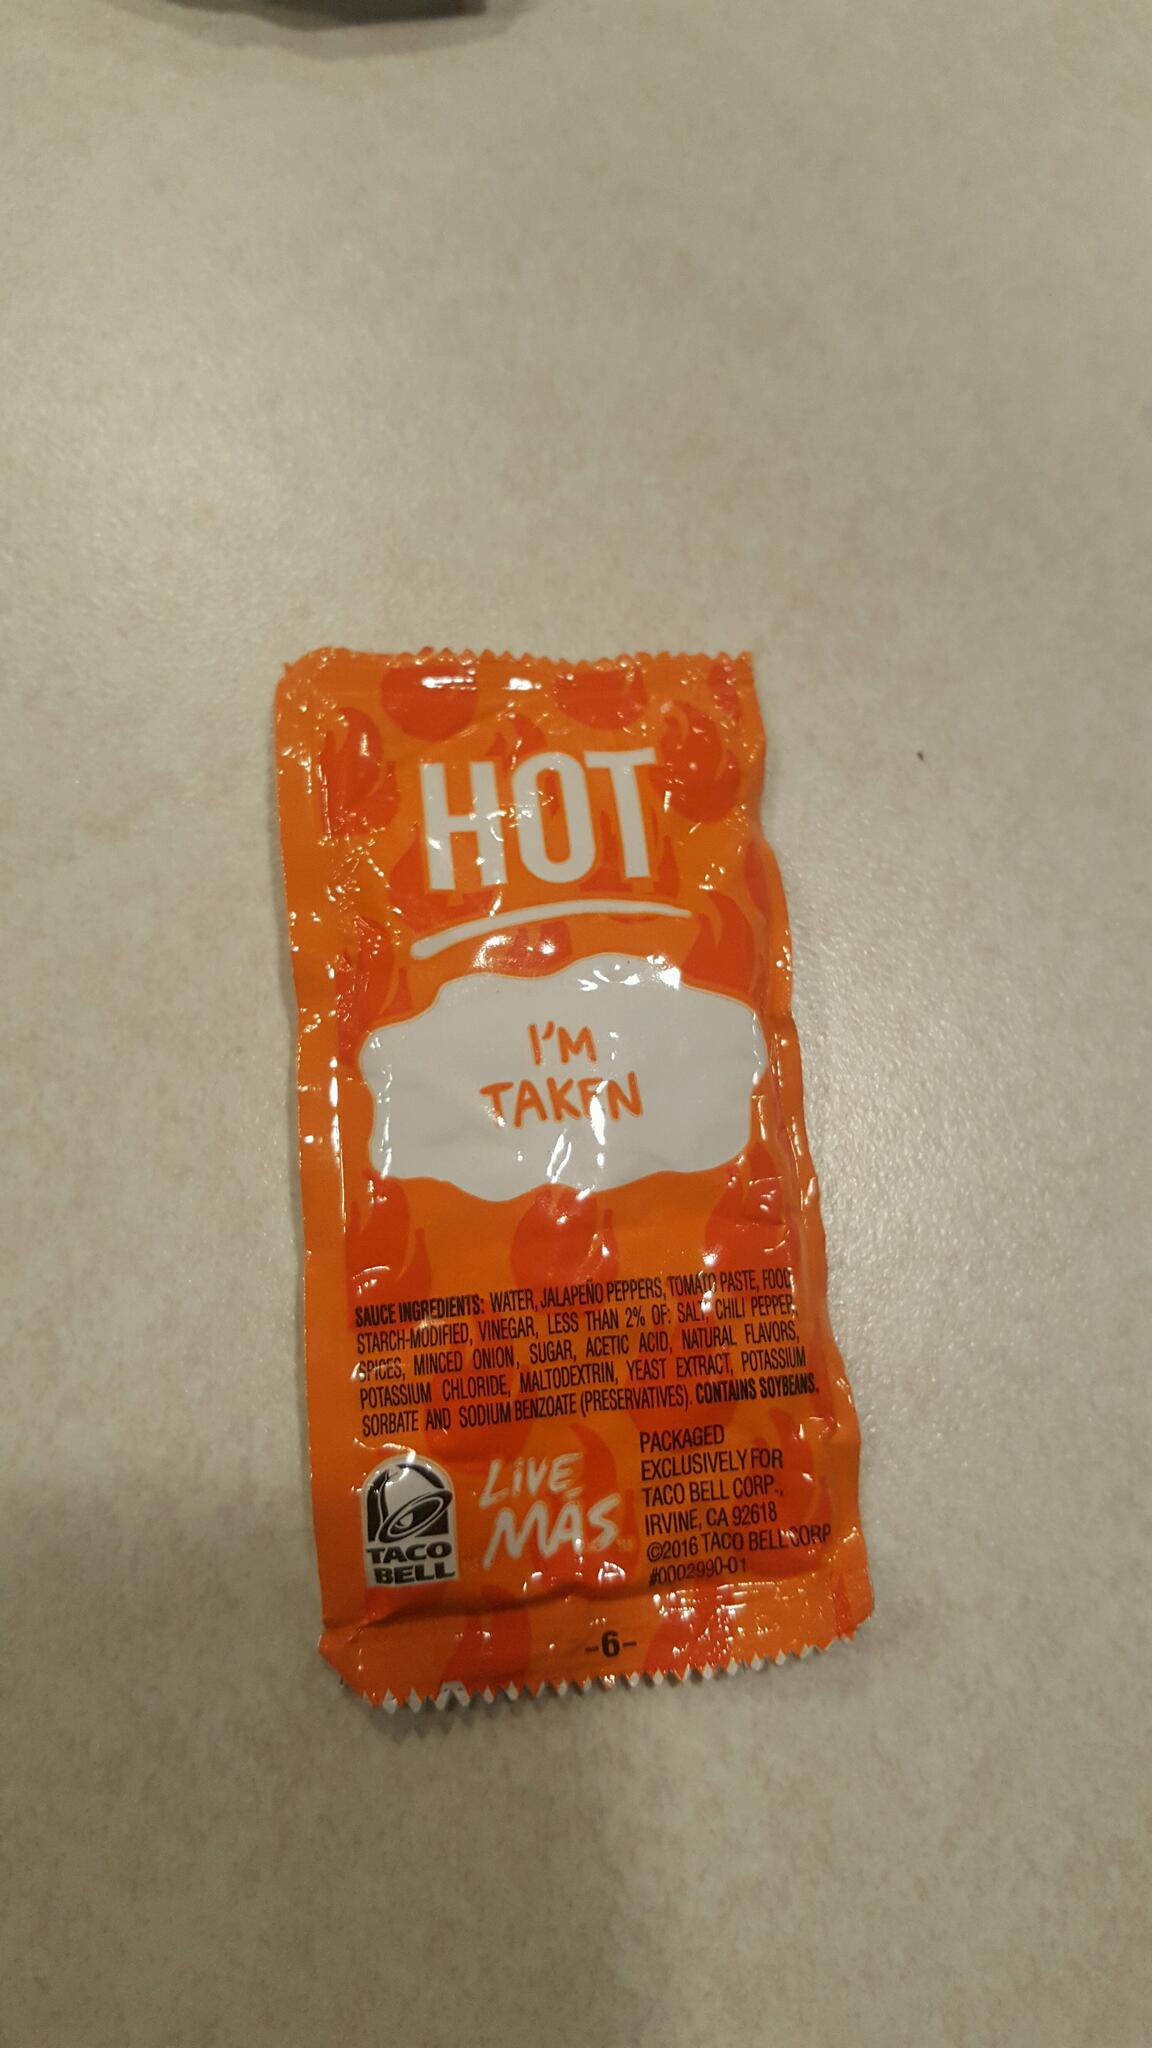 HOT
I'M
TAKEN
SAUCE INGREDIENTS: WATER, JALAPEÑO PEPPERS, TOMATO PASTE, FOOD
STARCH-MODIFIED, VINEGAR, LESS THAN 2% OF: SALT, CHILI PEPPER,
SPICES, MINCED ONION, SUGAR, ACETIC ACID, NATURAL FLAVORS,
POTASSIUM CHLORIDE, MALTODEXTRIN, YEAST EXTRACT, POTASSIUM
SORBATE AND SODIUM BENZOATE (PRESERVATIVES). CONTAINS SOYBEANS.
TACO
BELL
LIVE
MÁS
PACKAGED
EXCLUSIVELY FOR
TACO BELL CORP.,
IRVINE, CA 92618
©2016 TACO BELL CORP.
#0002990-01
-6-